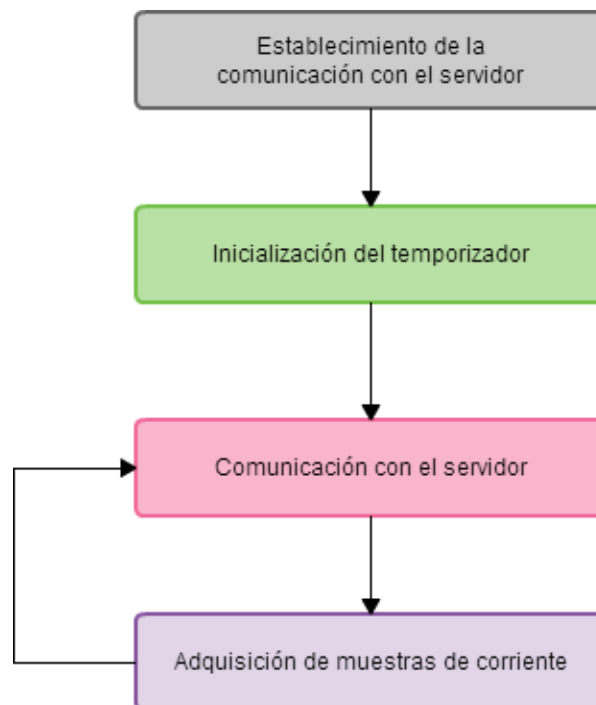 Establecimiento de la
comunicación con el servidor
Inicialización del temporizador
Comunicación con el servidor
Adquisición de muestras de corriente